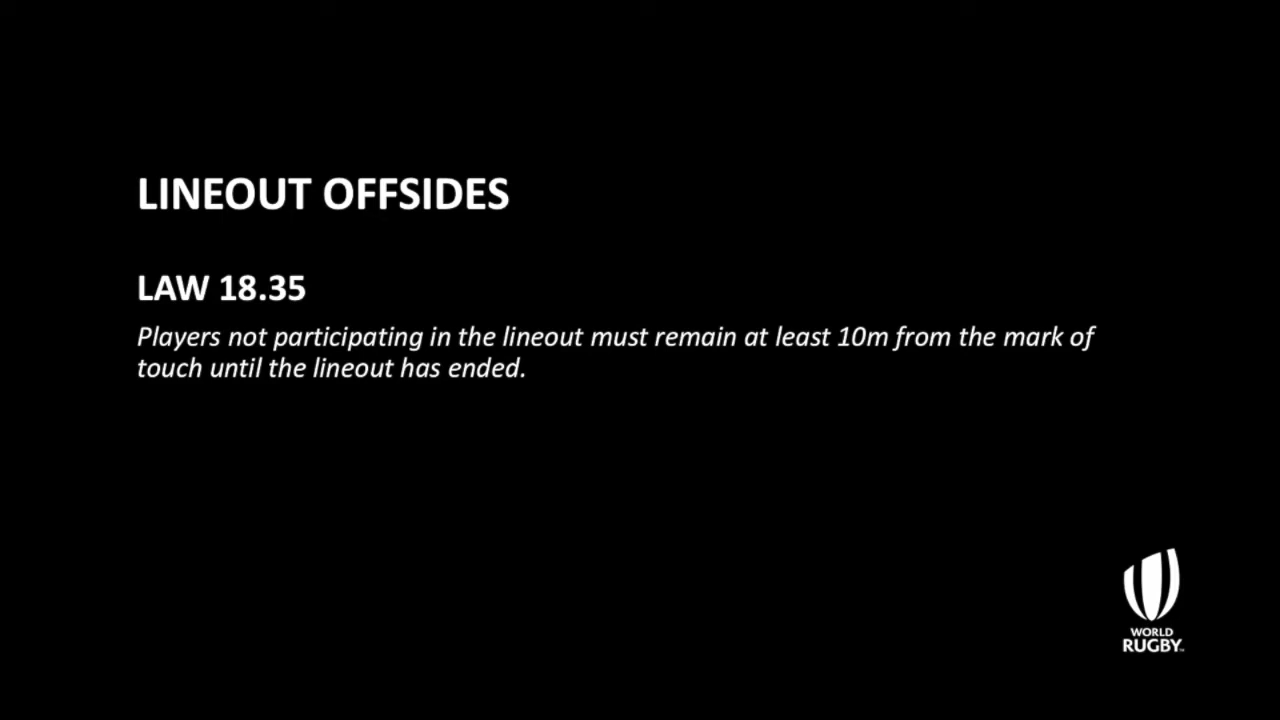 LINEOUT OFFSIDES
LAW 18.35
Players not participating in the lineout must remain at least 10m from the mark of
touch until the lineout has ended.
WORLD
RUGBY™